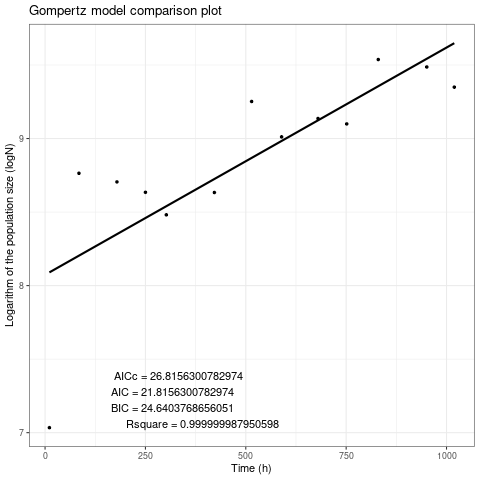 Gompertz model comparison plot
Logarithm of the population size (logN)
9
8
7
AICc = 26.8156300782974
AIC = 21.8156300782974
BIC = 24.6403768656051
Rsquare = 0.999999987950598
0 250 500 750 1000
Time (h)